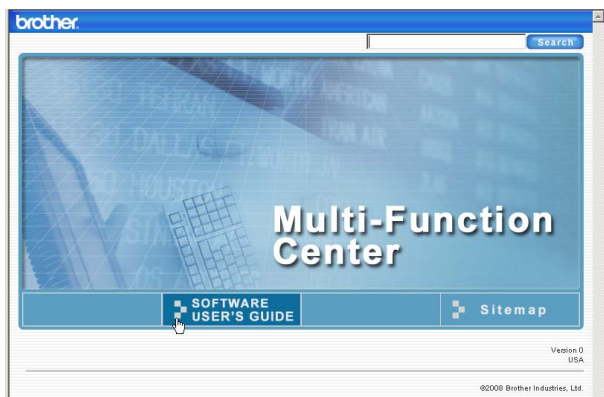 brother.
Search
Multi-Function
Center
SOFTWARE
USER'S GUIDE
Sitemap
Version 0
USA
©2008 Brother Industries, Ltd.